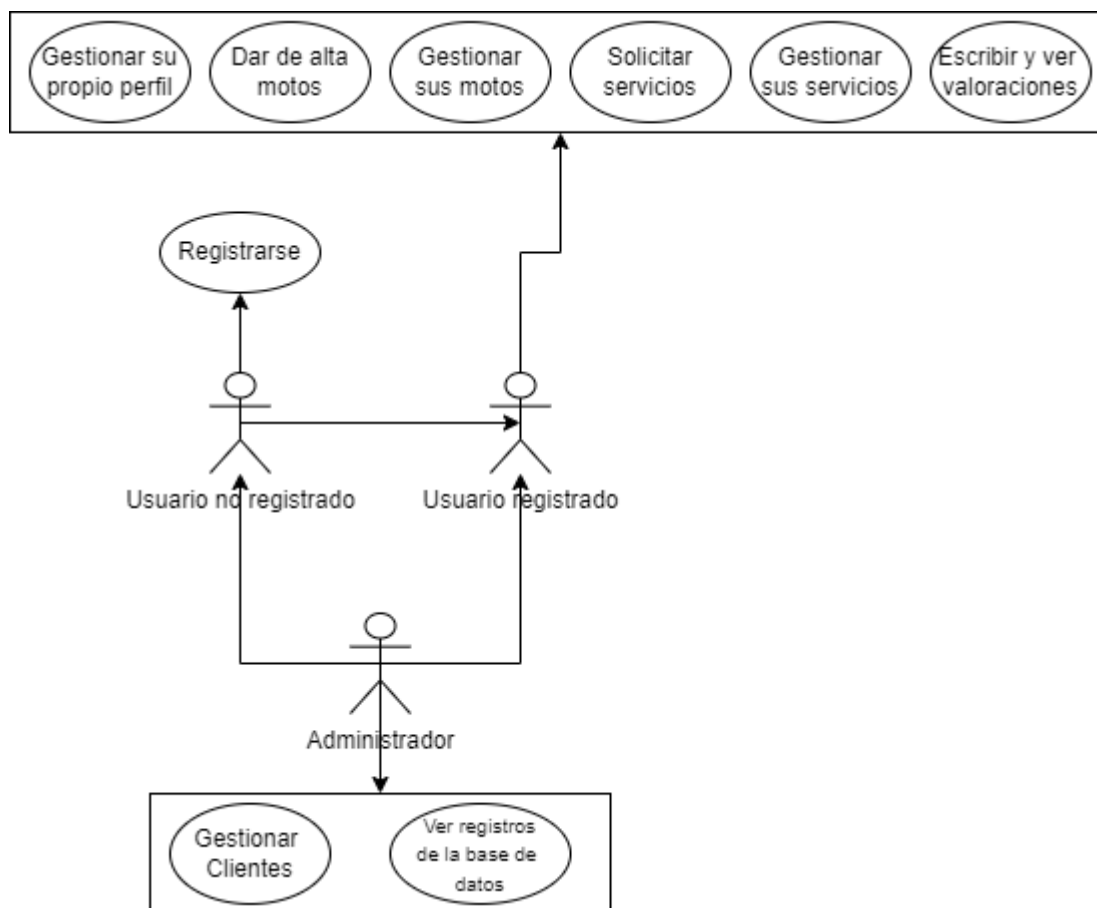 Gestionar su
propio perfil
Dar de alta
motos
Gestionar
sus motos
Solicitar
servicios
Gestionar
sus servicios
Escribir y ver
valoraciones
Registrarse
Usuario no registrado
Usuario registrado
Administrador
Gestionar
Clientes
Ver registros
de la base de
datos